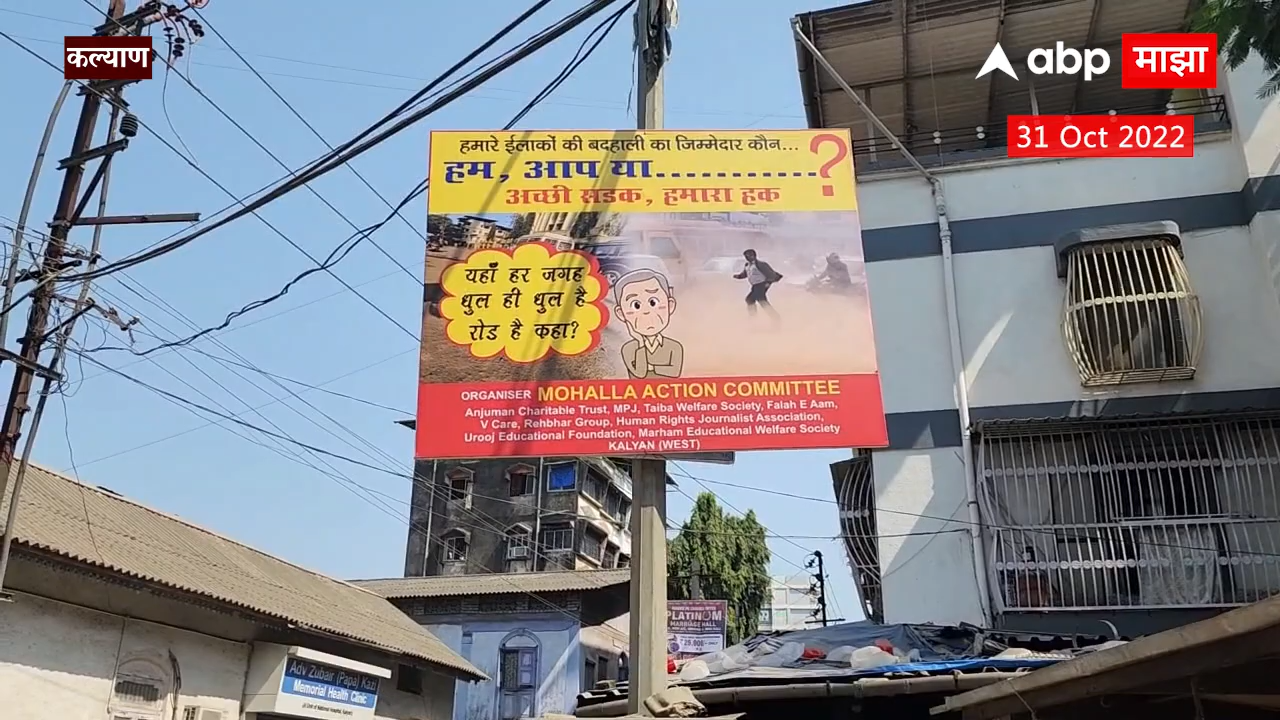 कल्याण
abp माझा
31 Oct 2022
हमारे ईलाकों की बदहाली का जिम्मेदार कौन...
हम, आप या............?
अच्छी सडक, हमारा हक
यहाँ हर जगह
धुल ही धुल है
रोड है कहा?
ORGANISER MOHALLA ACTION COMMITTEE
Anjuman Charitable Trust, MPJ, Taiba Welfare Society, Falah E Aam,
V Care, Rehbhar Group, Human Rights Journalist Association,
Urooj Educational Foundation, Marham Educational Welfare Society
KALYAN (WEST)
PLATINUM
MARRIAGE HALL
Adv Zubair (Papa) Kazi
Memorial Health Clinic